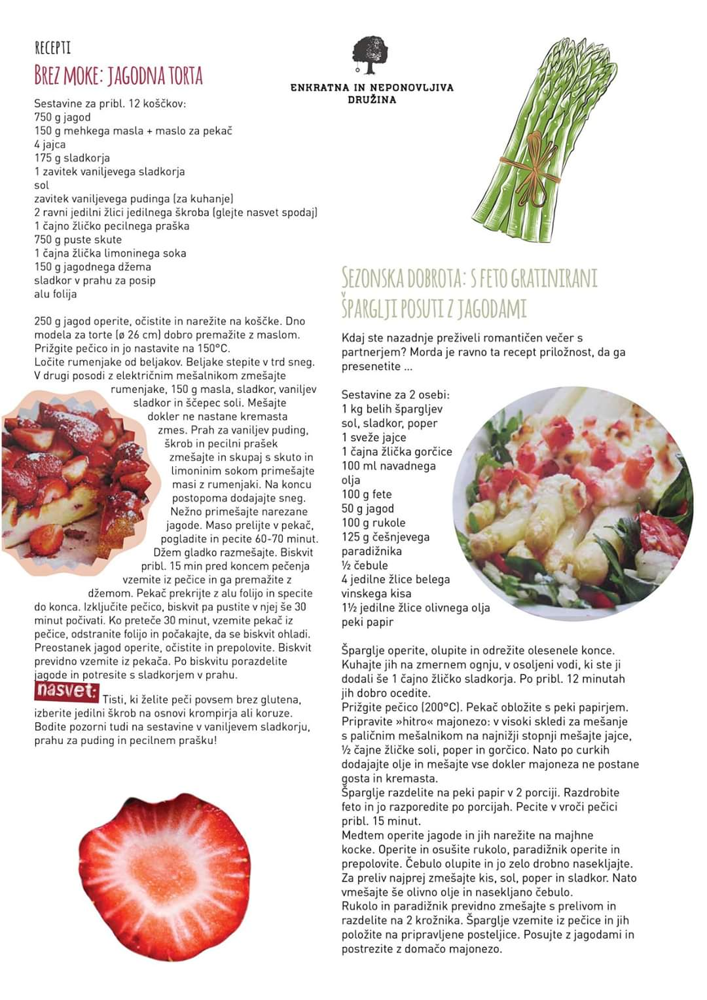 RECEPTI
BREZ MOKE: JAGODNA TORTA
Sestavine za pribl. 12 koščkov:
750 g jagod
150 g mehkega masla + maslo za pekač
4 jajca
175 g sladkorja
1 zavitek vaniljevega sladkorja
sol
zavitek vaniljevega pudinga (za kuhanje)
2 ravni jedilni žlici jedilnega škroba (glejte nasvet spodaj)
1 čajno žličko pecilnega praška
750 g puste skute
1 čajna žlička limoninega soka
150 g jagodnega džema
sladkor v prahu za posip
alu folija
250 g jagod operite, očistite in narežite na koščke. Dno
modela za torte (ø 26 cm) dobro premažite z maslom.
Prižgite pečico in jo nastavite na 150°C.
Ločite rumenjake od beljakov. Beljake stepite v trd sneg.
V drugi posodi z električnim mešalnikom zmešajte
rumenjake, 150 g masla, sladkor, vaniljev
sladkor in ščepec soli. Mešajte
dokler ne nastane kremasta
zmes. Prah za vaniljev puding,
škrob in pecilni prašek
zmešajte in skupaj s skuto in
limoninim sokom primešajte
masi z rumenjaki. Na koncu
postopoma dodajajte sneg.
Nežno primešajte narezane
jagode. Maso prelijte v pekač,
pogladite in pecite 60-70 minut.
Džem gladko razmešajte. Biskvit
pribl. 15 min pred koncem pečenja
vzemite iz pečice in ga premažite z
džemom. Pekač prekrijte z alu folijo in specite
do konca. Izključite pečico, biskvit pa pustite v njej še 30
minut počivati. Ko preteče 30 minut, vzemite pekač iz
pečice, odstranite folijo in počakajte, da se biskvit ohladi.
Preostanek jagod operite, očistite in prepolovite. Biskvit
previdno vzemite iz pekača. Po biskvitu porazdelite
jagode in potresite s sladkorjem v prahu.
nasvet:
Tisti, ki želite peči povsem brez glutena,
izberite jedilni škrob na osnovi krompirja ali koruze.
Bodite pozorni tudi na sestavine v vaniljevem sladkorju,
prahu za puding in pecilnem prašku!
ENKRATNA IN NEPONOVLJIVA
DRUŽINA
SEZONSKA DOBROTA: S FETO GRATINIRANI
ŠPARGLJI POSUTI Z JAGODAMI
Kdaj ste nazadnje preživeli romantičen večer s
partnerjem? Morda je ravno ta recept priložnost, da ga
presenetite ...
Sestavine za 2 osebi:
1 kg belih špargljev
sol, sladkor, poper
1 sveže jajce
1 čajna žlička gorčice
100 ml navadnega
olja
100 g fete
50 g jagod
100 g rukole
125 g češnjevega
paradižnika
½ čebule
4 jedilne žlice belega
vinskega kisa
1½ jedilne žlice olivnega olja
peki papir
Šparglje operite, olupite in odrežite olesenele konce.
Kuhajte jih na zmernem ognju, v osoljeni vodi, ki ste ji
dodali še 1 čajno žličko sladkorja. Po pribl. 12 minutah
jih dobro ocedite.
Prižgite pečico (200°C). Pekač obložite s peki papirjem.
Pripravite »hitro« majonezo: v visoki skledi za mešanje
s paličnim mešalnikom na najnižji stopnji mešajte jajce,
½ čajne žličke soli, poper in gorčico. Nato po curkih
dodajajte olje in mešajte vse dokler majoneza ne postane
gosta in kremasta.
Šparglje razdelite na peki papir v 2 porciji. Razdrobite
feto in jo razporedite po porcijah. Pecite v vroči pečici
pribl. 15 minut.
Medtem operite jagode in jih narežite na majhne
kocke. Operite in osušite rukolo, paradižnik operite in
prepolovite. Čebulo olupite in jo zelo drobno nasekljajte.
Za preliv najprej zmešajte kis, sol, poper in sladkor. Nato
vmešajte še olivno olje in nasekljano čebulo.
Rukolo in paradižnik previdno zmešajte s prelivom in
razdelite na 2 krožnika. Šparglje vzemite iz pečice in jih
položite na pripravljene posteljice. Posujte z jagodami in
postrezite z domačo majonezo.